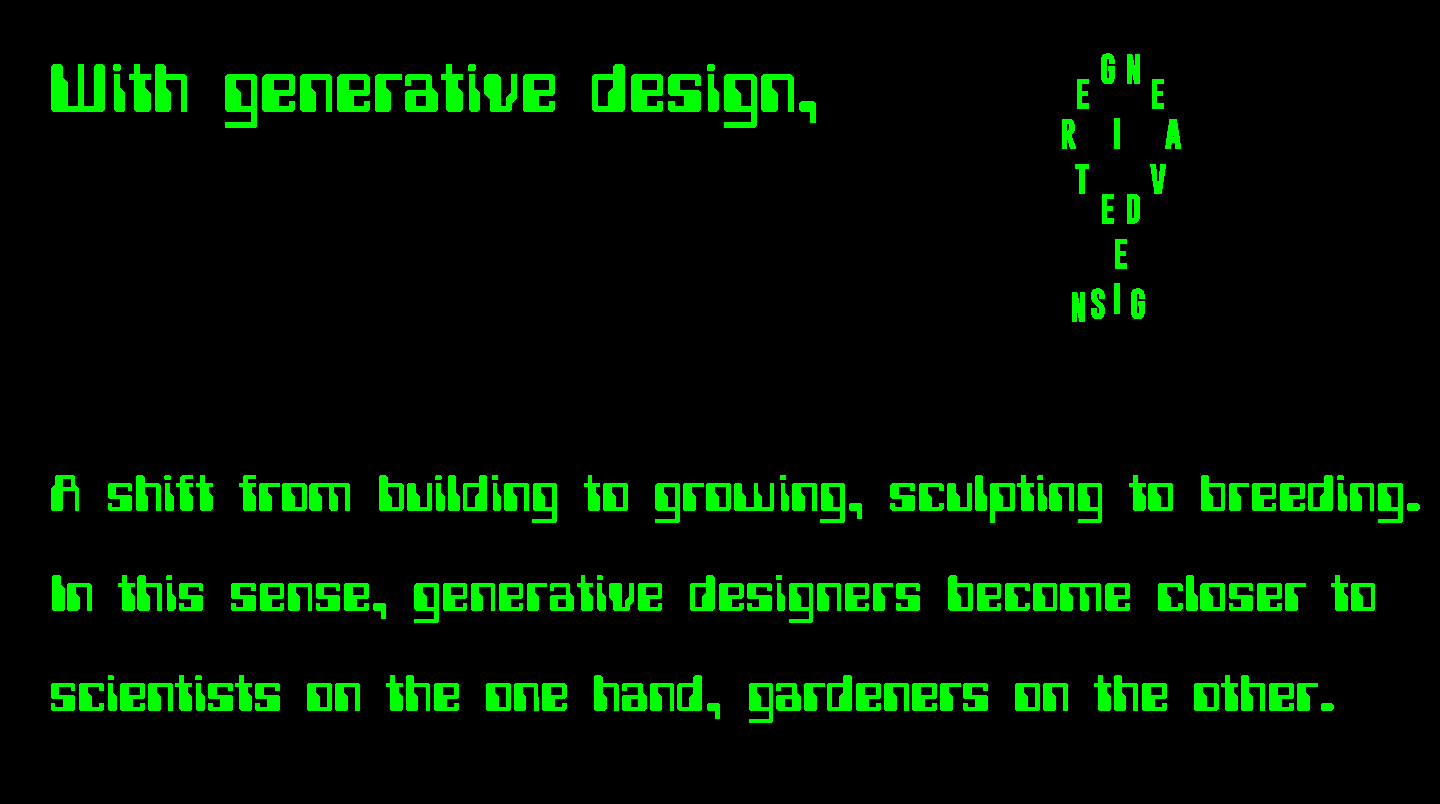 With generative design,
G N
E E
R I A
T V
E D
E
N S I G
A shift from building to growing, sculpting to breeding.
In this sense, generative designers become closer to
scientists on the one hand, gardeners on the other.